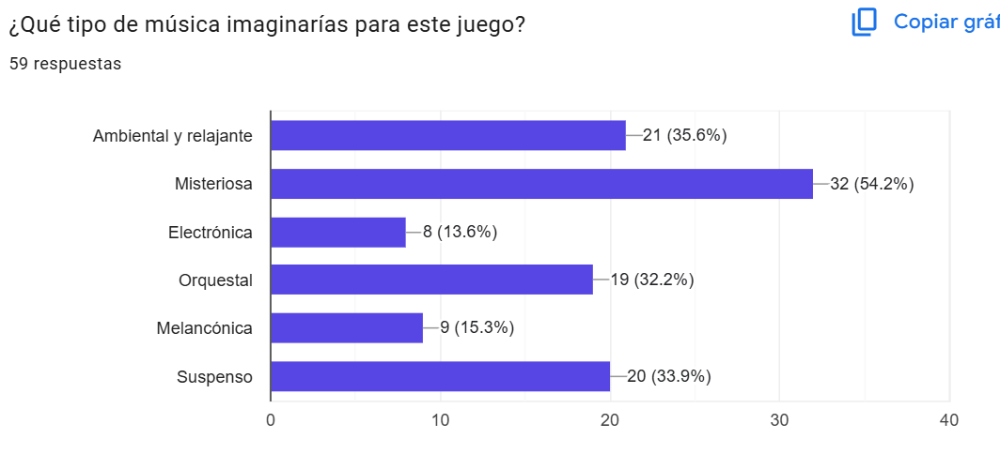 ¿Qué tipo de música imaginarías para este juego?
Copiar gráf
59 respuestas
Ambiental y relajante 21 (35.6%)
Misteriosa 32 (54.2%)
Electrónica 8 (13.6%)
Orquestal 19 (32.2%)
Melancónica 9 (15.3%)
Suspenso 20 (33.9%)
0 10 20 30 40